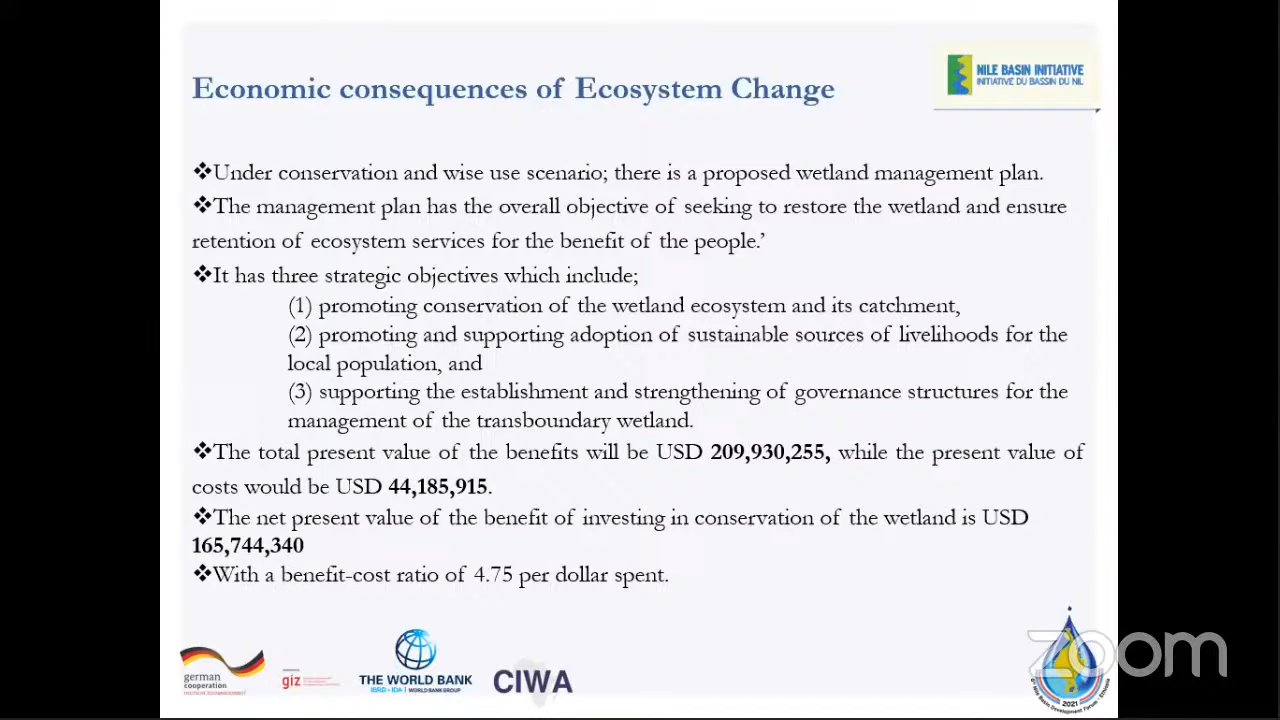 Economic consequences of Ecosystem Change
NILE BASIN INITIATIVE
INITIATIVE DU BASSIN DU NIL
❖Under conservation and wise use scenario; there is a proposed wetland management plan.
❖The management plan has the overall objective of seeking to restore the wetland and ensure
retention of ecosystem services for the benefit of the people.’
❖It has three strategic objectives which include;
(1) promoting conservation of the wetland ecosystem and its catchment,
(2) promoting and supporting adoption of sustainable sources of livelihoods for the
local population, and
(3) supporting the establishment and strengthening of governance structures for the
management of the transboundary wetland.
❖The total present value of the benefits will be USD 209,930,255, while the present value of
costs would be USD 44,185,915.
❖The net present value of the benefit of investing in conservation of the wetland is USD
165,744,340
❖With a benefit-cost ratio of 4.75 per dollar spent.
german
cooperation
DEUTSCHE ZUSAMMENARBEIT
giz
THE WORLD BANK
IBRD • IDA | WORLD BANK GROUP
CIWA
zoom
2021